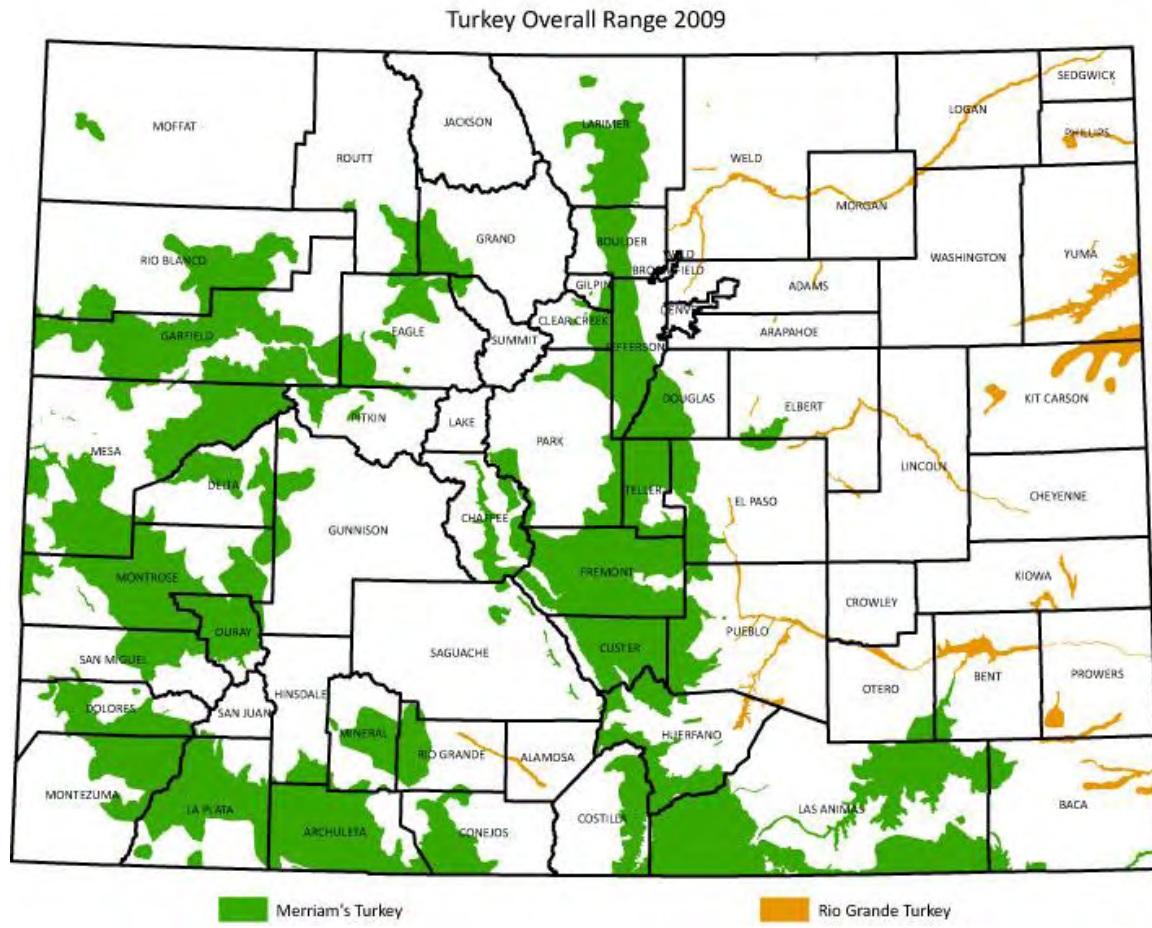 Turkey Overall Range 2009
SEDGWICK
LOGAN
MOFFAT
JACKSON
LARIMER
PHILLIPS
ROUTT
WELD
MORGAN
GRAND
BOULDER
RIO BLANCO
WELD
BROOMFIELD
YUMA
WASHINGTON
GILPIN
ADAMS
DENVER
CLEAR CREEK
GARFIELD
EAGLE
SUMMIT
ARAPAHOE
JEFFERSON
DOUGLAS
KIT CARSON
ELBERT
PITKIN
LAKE
PARK
MESA
LINCOLN
DELTA
TELLER
CHEYENNE
EL PASO
CHAFFEE
GUNNISON
FREMONT
KIOWA
MONTROSE
CROWLEY
OURAY
PUEBLO
CUSTER
SAGUACHE
SAN MIGUEL
BENT
PROWERS
OTERO
HINSDALE
DOLORES
SAN JUAN
MINERAL
HUERFANO
RIO GRANDE
ALAMOSA
MONTEZUMA
LA PLATA
LAS ANIMAS
BACA
COSTILLA
ARCHULETA
CONEJOS
Merriam's Turkey
Rio Grande Turkey